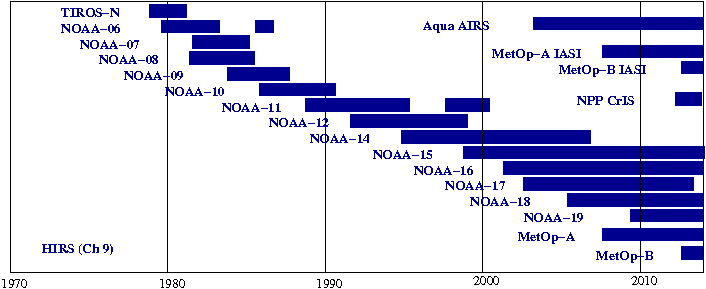 TIROS−N
NOAA−06
Aqua AIRS
NOAA−07
MetOp−A IASI
NOAA−08
MetOp−B IASI
NOAA−09
NOAA−10
NPP CrIS
NOAA−11
NOAA−12
NOAA−14
NOAA−15
NOAA−16
NOAA−17
NOAA−18
NOAA−19
MetOp−A
HIRS (Ch 9)
MetOp−B
1970 1980 1990 2000 2010